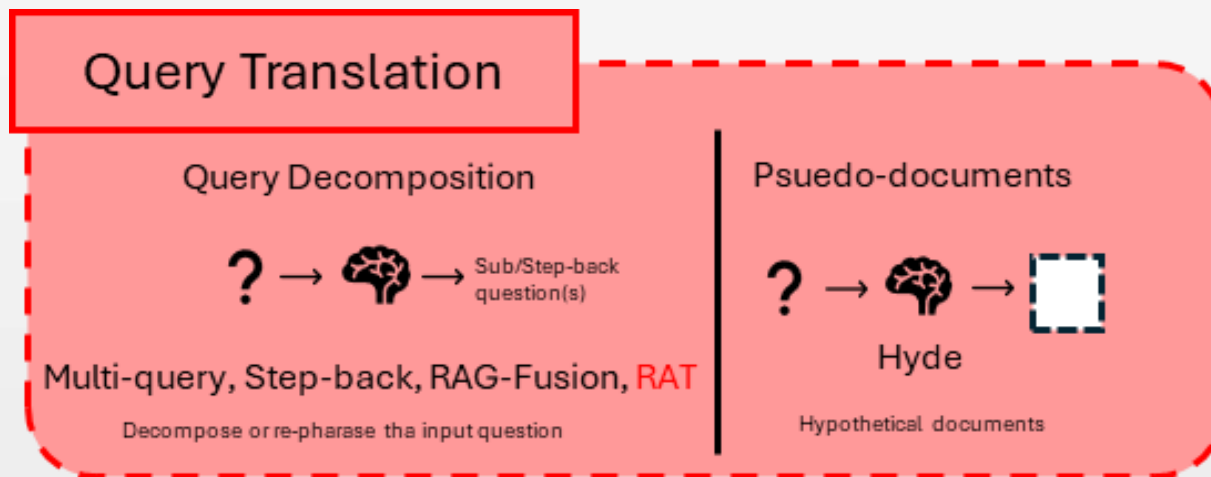 Query Translation
Query Decomposition
?
Sub/Step-back
question(s)
Multi-query, Step-back, RAG-Fusion, RAT
Decompose or re-pharase tha input question
Psuedo-documents
?
Hyde
Hypothetical documents